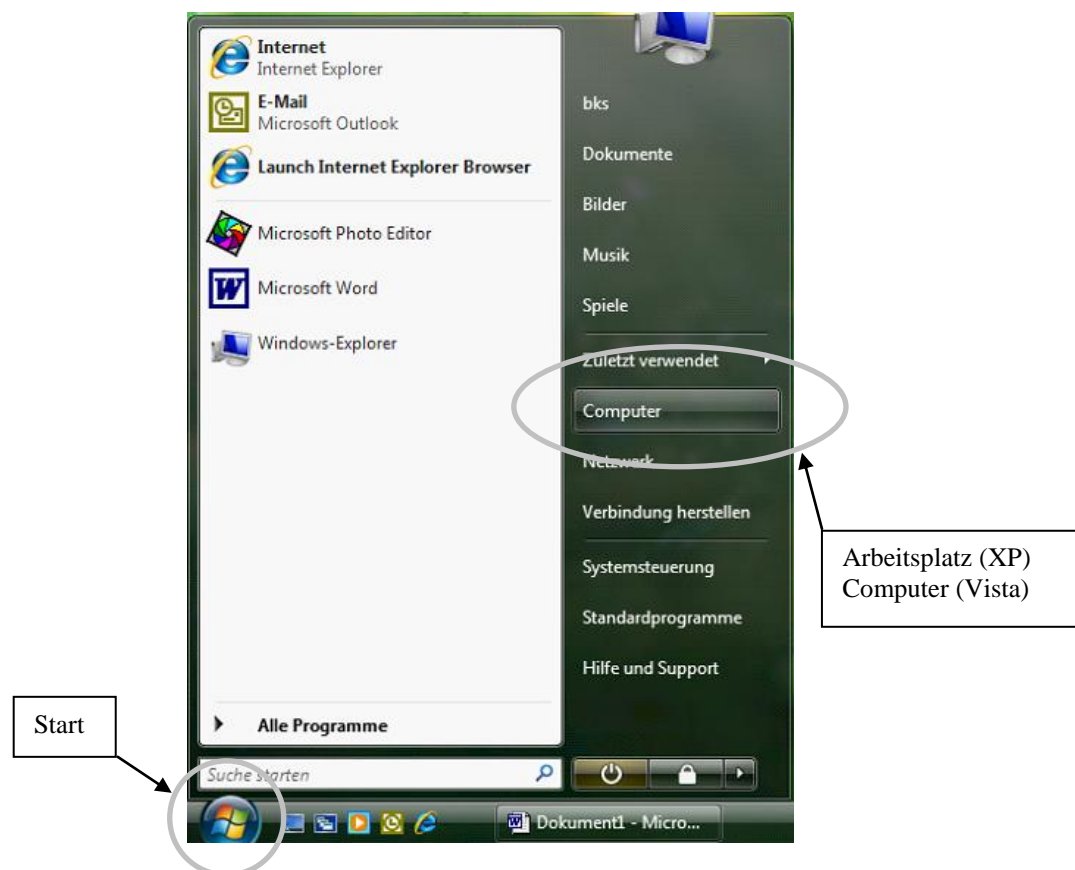 Internet
Internet Explorer
E-Mail
Microsoft Outlook
Launch Internet Explorer Browser
Microsoft Photo Editor
Microsoft Word
Windows-Explorer
Alle Programme
Suche starten
bks
Dokumente
Bilder
Musik
Spiele
Zuletzt verwendet
Computer
Netzwerk
Verbindung herstellen
Systemsteuerung
Standardprogramme
Hilfe und Support
Arbeitsplatz (XP)
Computer (Vista)
Start
Dokument1 - Micro...